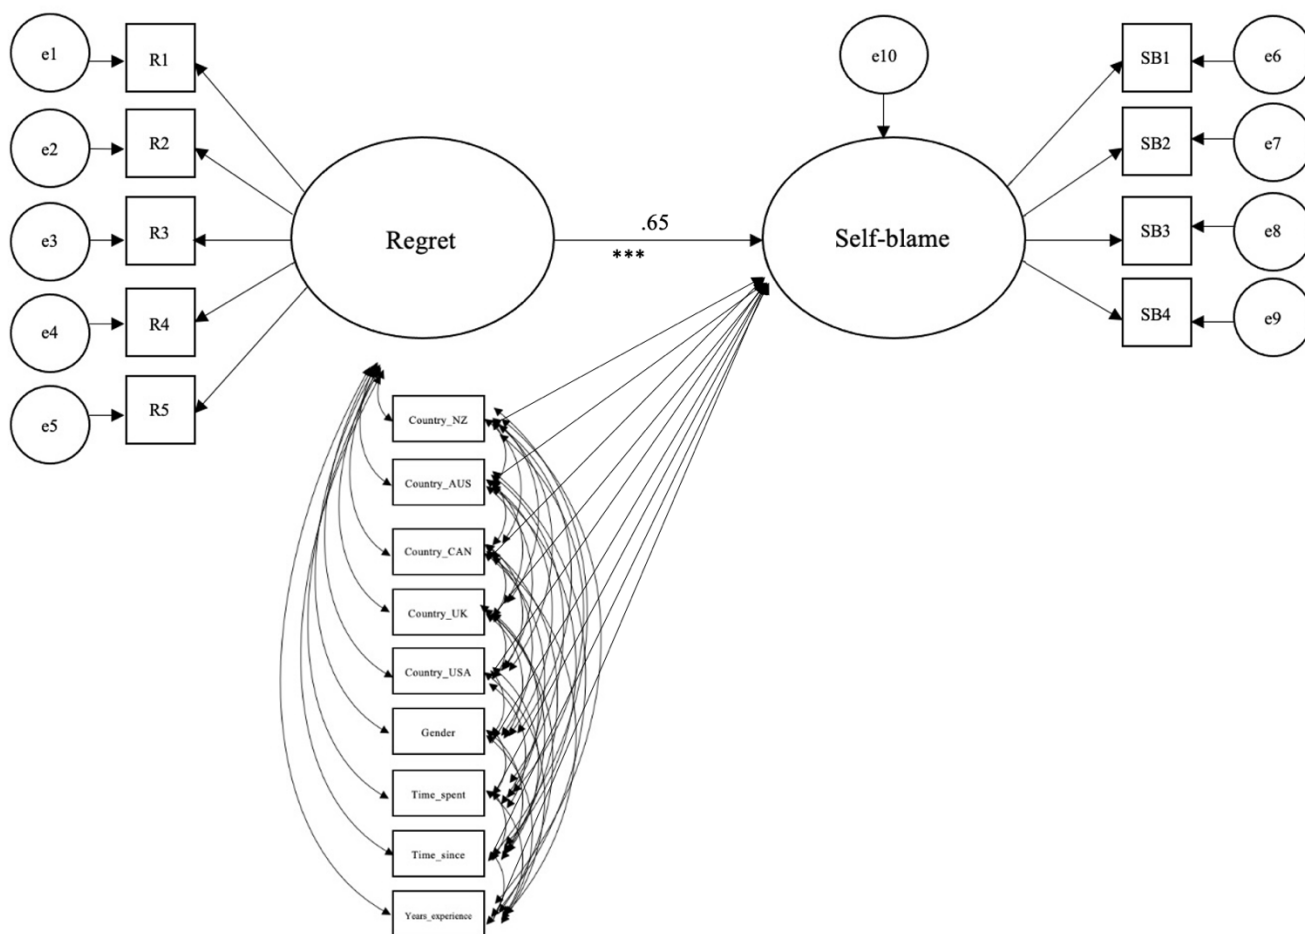 e1
R1
e2
R2
e3
R3
e4
R4
e5
R5
Regret
.65
***
e10
Self-blame
SB1
e6
SB2
e7
SB3
e8
SB4
e9
Country_NZ
Country_AUS
Country_CAN
Country_UK
Country_USA
Gender
Time_spent
Time_since
Years_experience